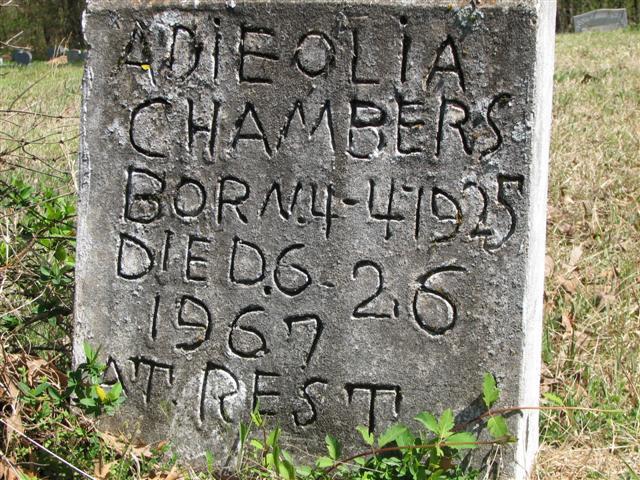 ADiEOLiA
CHAMBERS
BORN.4-4-1925
DIED.6-26
1967
AT.REST